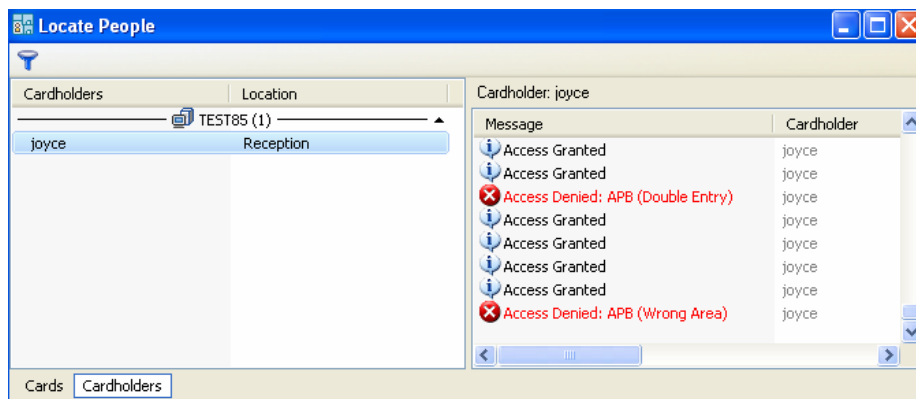 Locate People
Cardholders Location
TEST85 (1)
joyce Reception
Cardholder: joyce
Message Cardholder
Access Granted joyce
Access Granted joyce
Access Denied: APB (Double Entry) joyce
Access Granted joyce
Access Granted joyce
Access Granted joyce
Access Granted joyce
Access Denied: APB (Wrong Area) joyce
Cards Cardholders